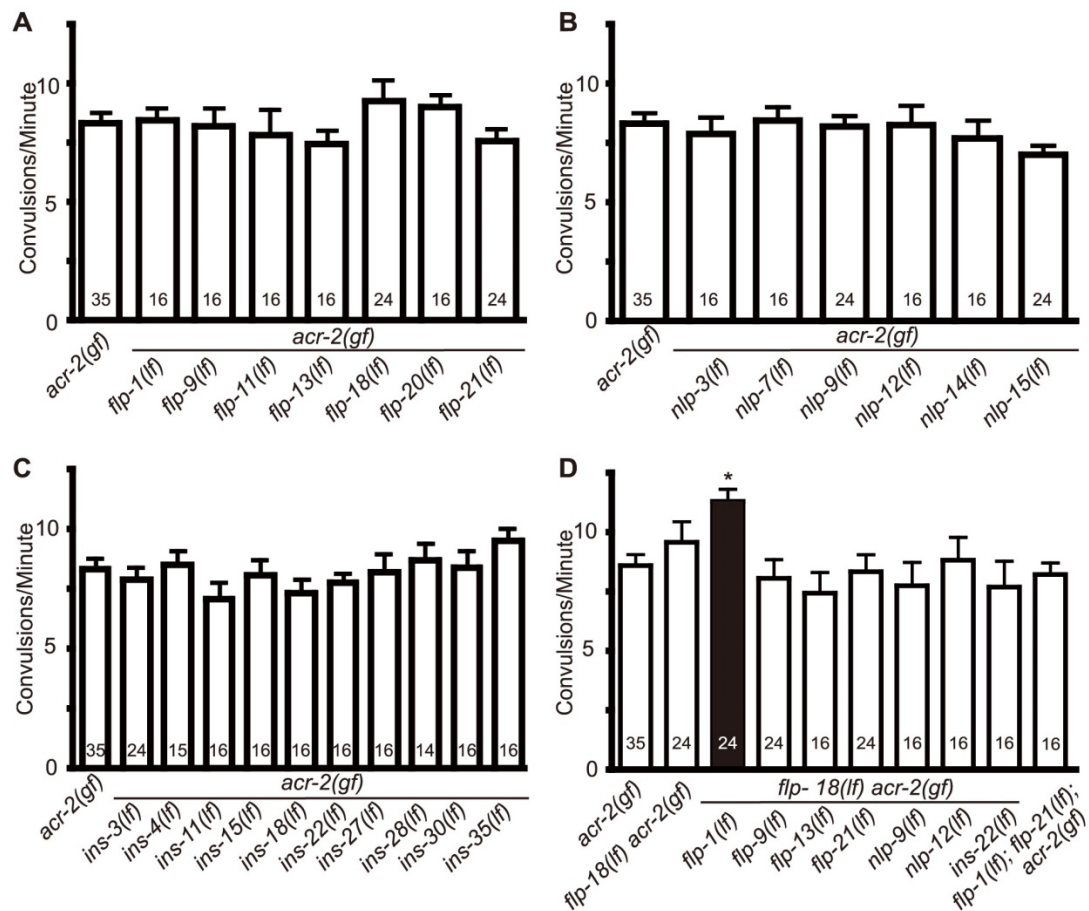 A
Convulsions/Minute
10
5
0
35
16
16
16
16
24
16
24
acr-2(gf)
acr-2(gf)
flp-1(lf)
flp-9(lf)
flp-11(lf)
flp-13(lf)
flp-18(lf)
flp-20(lf)
flp-21(lf)
B
Convulsions/Minute
10
5
0
35
16
16
24
16
16
24
acr-2(gf)
acr-2(gf)
nlp-3(lf)
nlp-7(lf)
nlp-9(lf)
nlp-12(lf)
nlp-14(lf)
nlp-15(lf)
C
Convulsions/Minute
10
5
0
35
24
15
16
16
16
16
16
14
16
16
acr-2(gf)
acr-2(gf)
ins-3(lf)
ins-4(lf)
ins-11(lf)
ins-15(lf)
ins-18(lf)
ins-22(lf)
ins-27(lf)
ins-28(lf)
ins-30(lf)
ins-35(lf)
D
Convulsions/Minute
10
5
0
*
35
24
24
24
16
24
16
16
16
16
acr-2(gf)
flp-18(lf) acr-2(gf)
flp- 18(lf) acr-2(gf)
flp-1(lf)
flp-9(lf)
flp-13(lf)
flp-21(lf)
nlp-9(lf)
nlp-12(lf)
ins-22(lf)
flp-1(lf); flp-21(lf);
acr-2(gf)